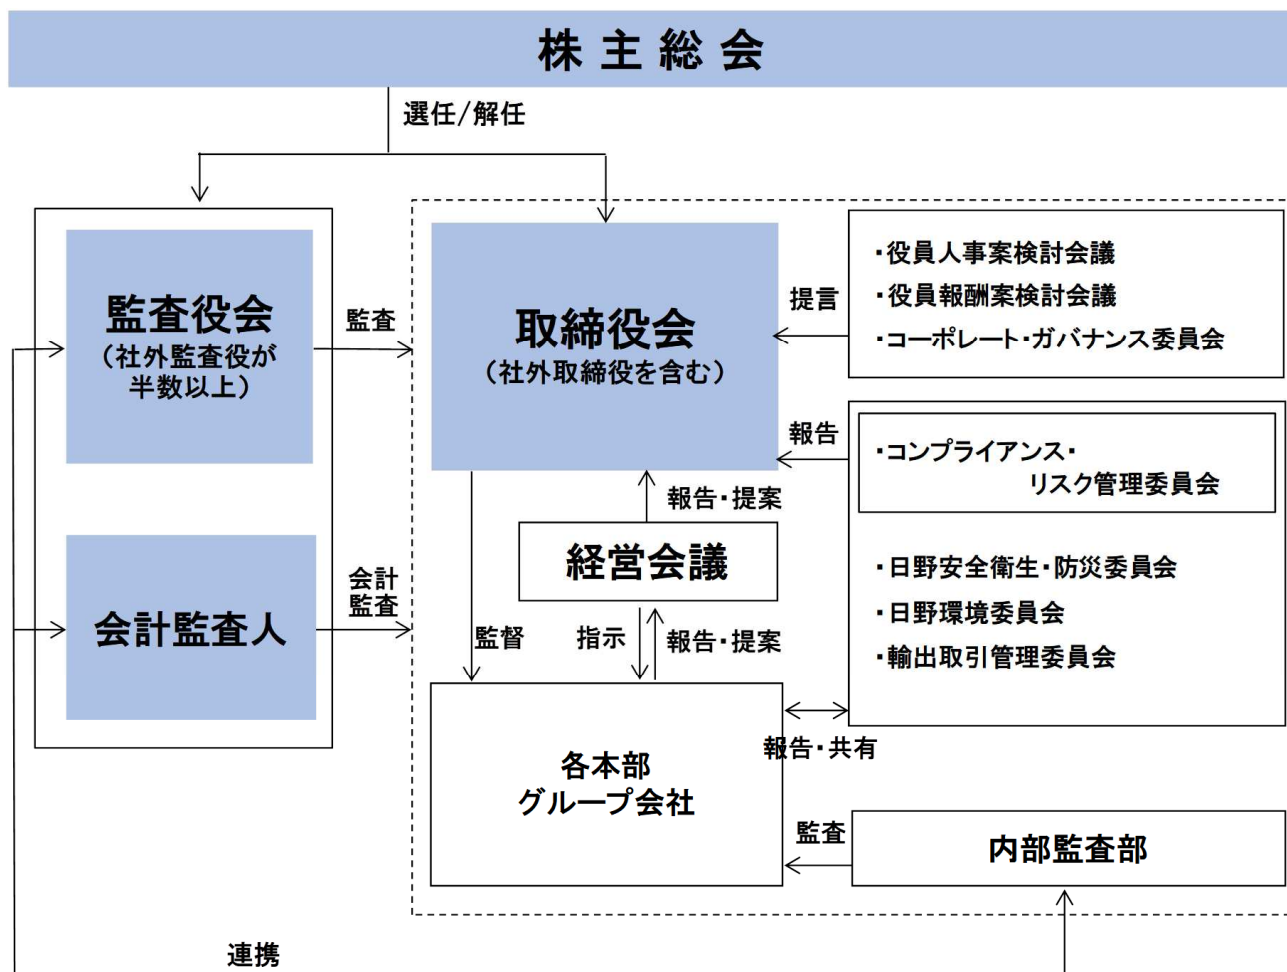 株主総会
選任/解任
監査役会
（社外監査役が
半数以上）
監査
会計監査人
会計
監査
取締役会
（社外取締役を含む）
提言
・役員人事案検討会議
・役員報酬案検討会議
・コーポレート・ガバナンス委員会
報告
・コンプライアンス・
リスク管理委員会
・日野安全衛生・防災委員会
・日野環境委員会
・輸出取引管理委員会
報告・提案
経営会議
監督
指示
報告・提案
各本部
グループ会社
報告・共有
監査
内部監査部
連携